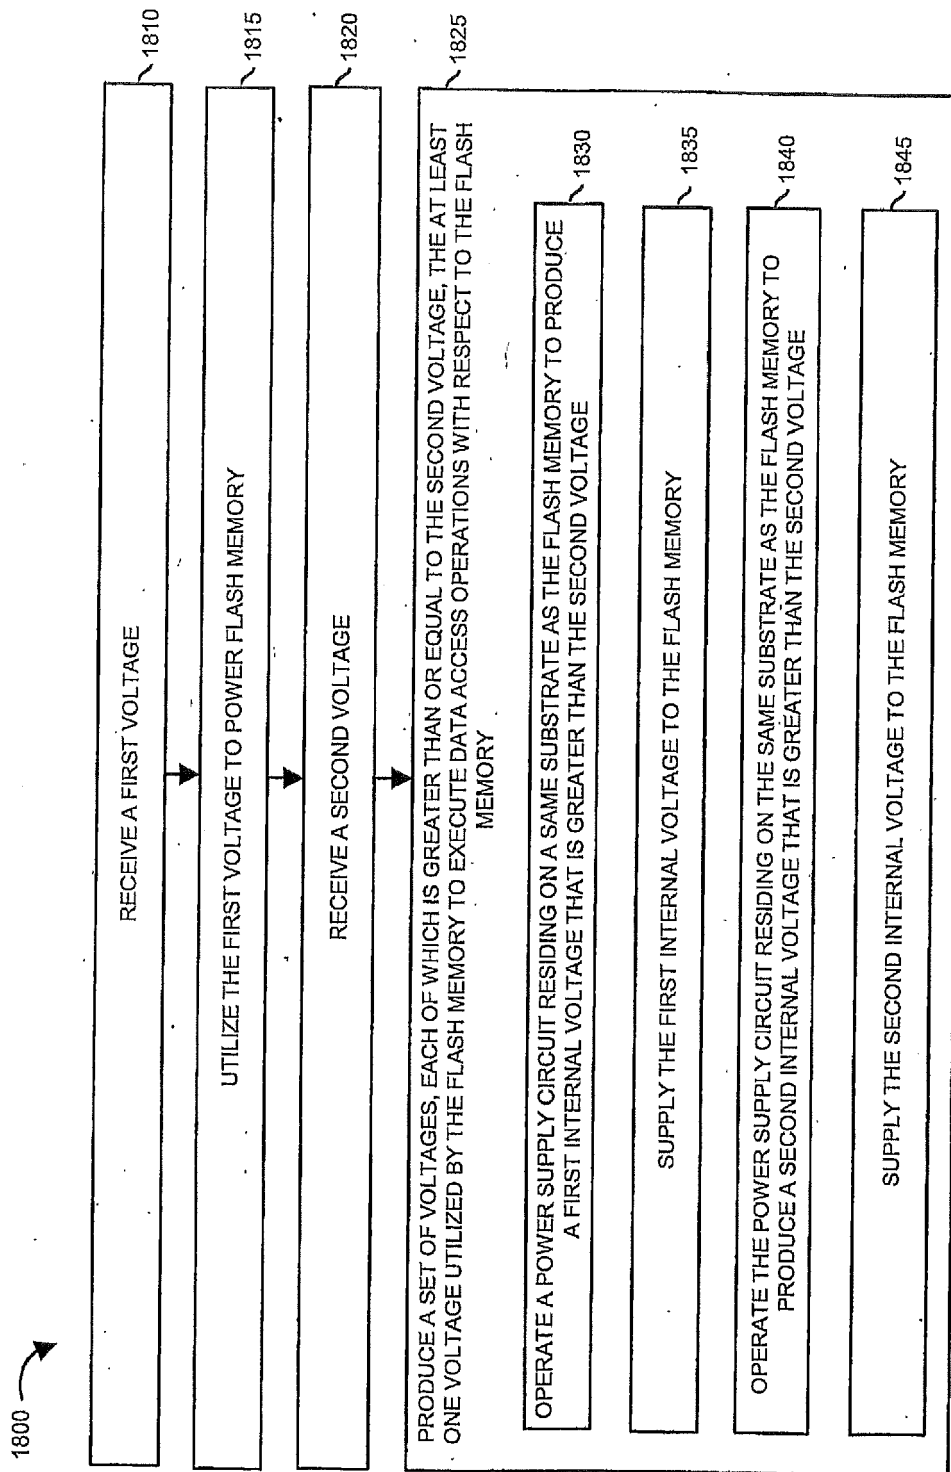 1800
RECEIVE A FIRST VOLTAGE
1810
UTILIZE THE FIRST VOLTAGE TO POWER FLASH MEMORY
1815
RECEIVE A SECOND VOLTAGE
1820
PRODUCE A SET OF VOLTAGES, EACH OF WHICH IS GREATER THAN OR EQUAL TO THE SECOND VOLTAGE, THE AT LEAST
ONE VOLTAGE UTILIZED BY THE FLASH MEMORY TO EXECUTE DATA ACCESS OPERATIONS WITH RESPECT TO THE FLASH
MEMORY
1825
OPERATE A POWER SUPPLY CIRCUIT RESIDING ON A SAME SUBSTRATE AS THE FLASH MEMORY TO PRODUCE
A FIRST INTERNAL VOLTAGE THAT IS GREATER THAN THE SECOND VOLTAGE
1830
SUPPLY THE FIRST INTERNAL VOLTAGE TO THE FLASH MEMORY
1835
OPERATE THE POWER SUPPLY CIRCUIT RESIDING ON THE SAME SUBSTRATE AS THE FLASH MEMORY TO
PRODUCE A SECOND INTERNAL VOLTAGE THAT IS GREATER THAN THE SECOND VOLTAGE
1840
SUPPLY THE SECOND INTERNAL VOLTAGE TO THE FLASH MEMORY
1845